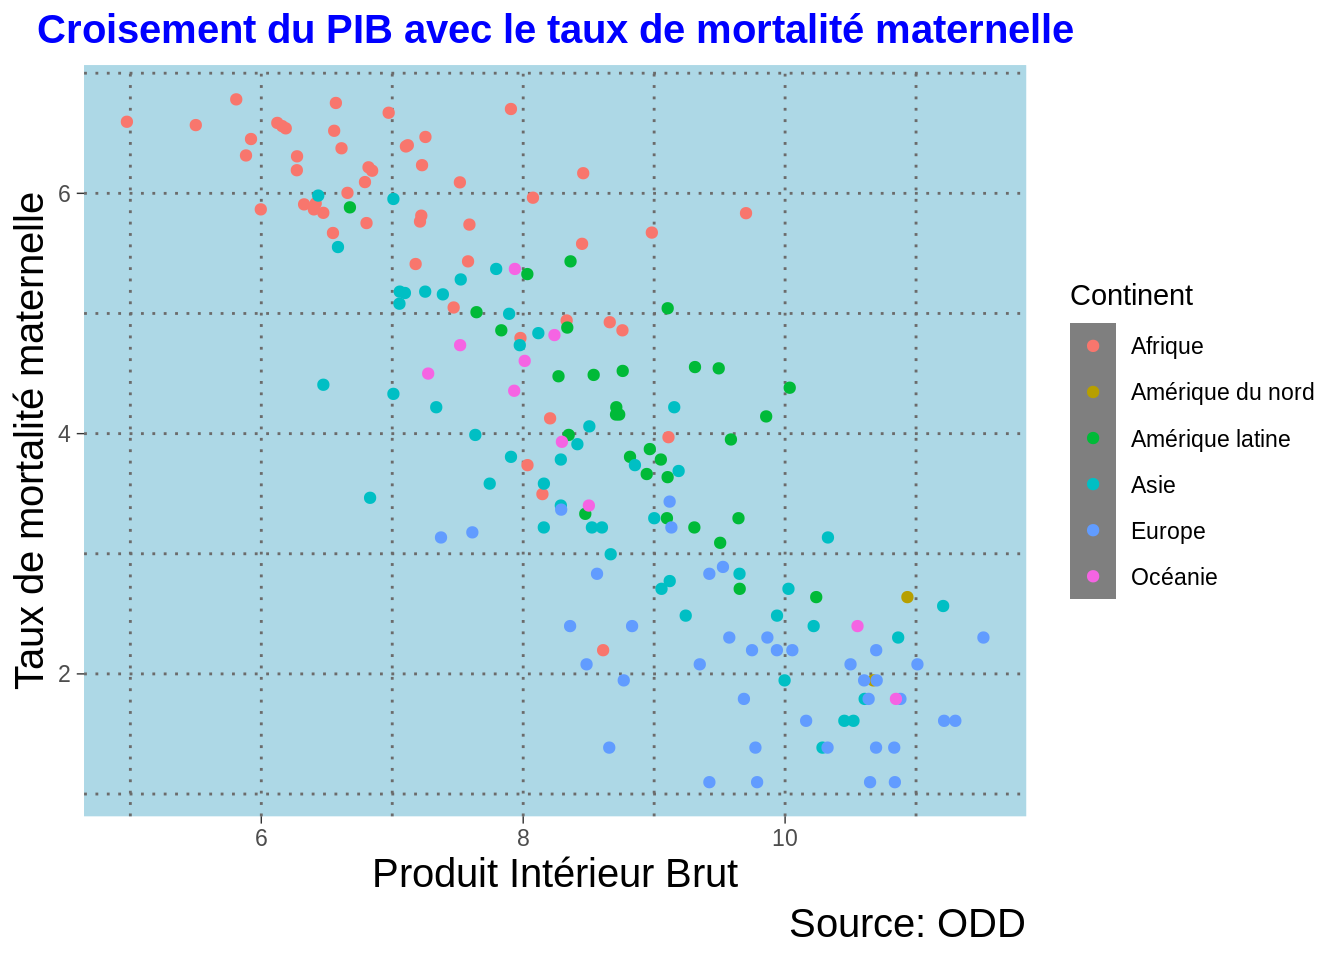 Croisement du PIB avec le taux de mortalité maternelle
Taux de mortalité maternelle
6
4
2
6 8 10
Produit Intérieur Brut
Source: ODD
Continent
Afrique
Amérique du nord
Amérique latine
Asie
Europe
Océanie